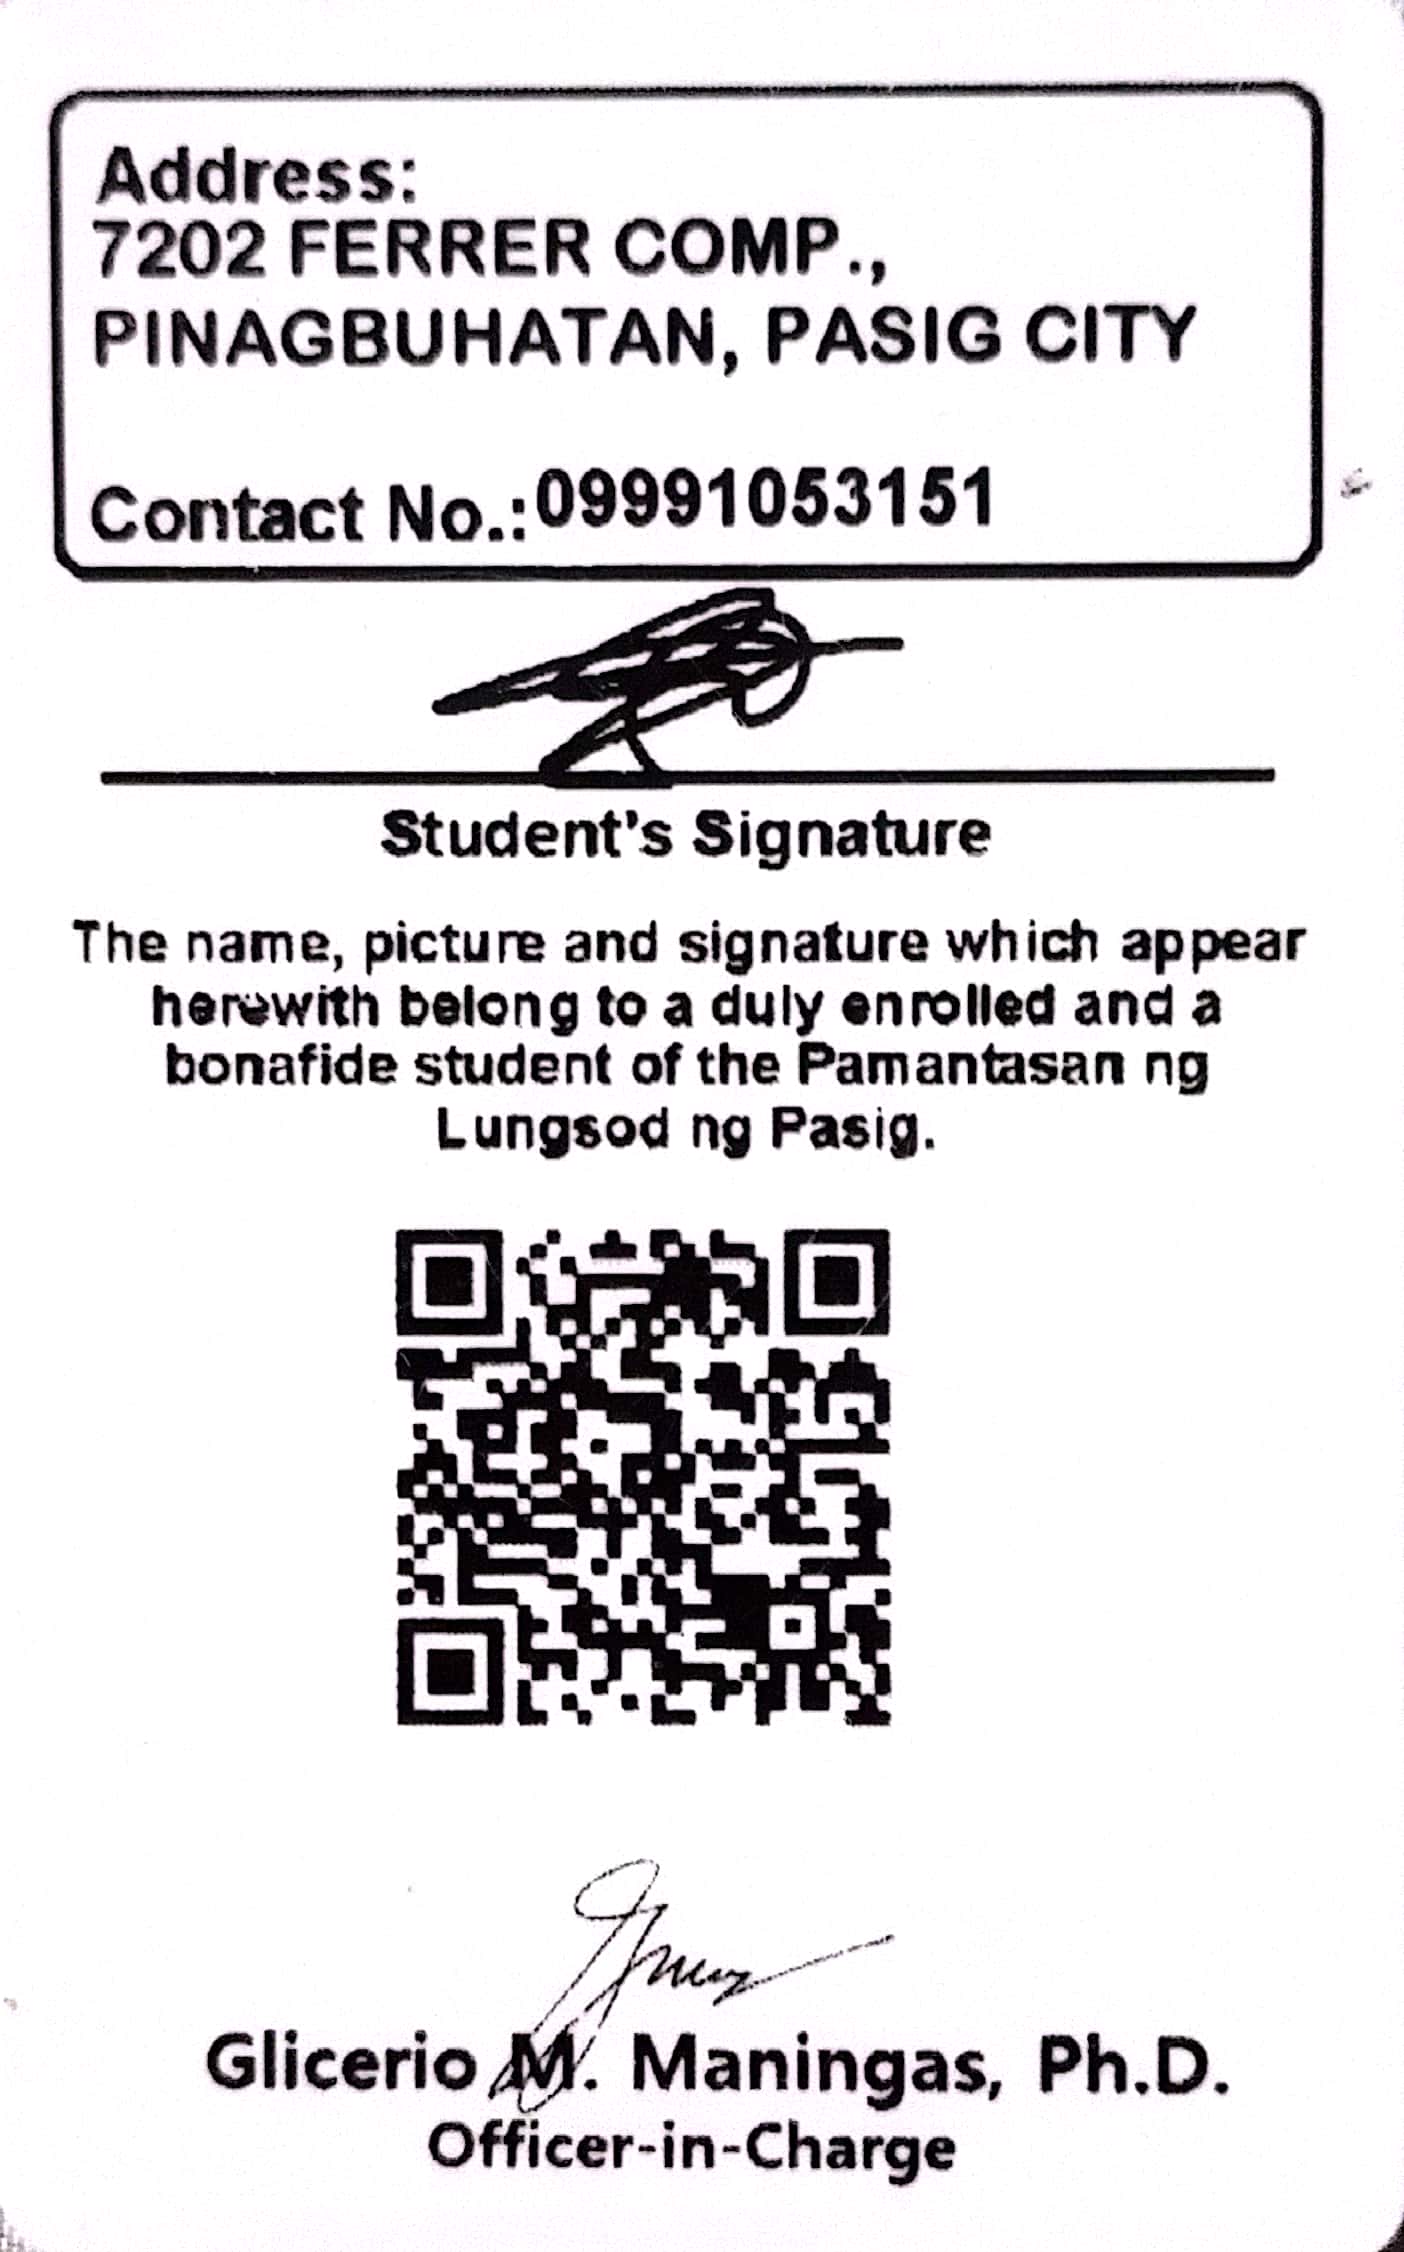 Address:
7202 FERRER COMP.,
PINAGBUHATAN, PASIG CITY
Contact No.:09991053151
Student's Signature
The name, picture and signature which appear
herewith belong to a duly enrolled and a
bonafide student of the Pamantasan ng
Lungsod ng Pasig.
Glicerio M. Maningas, Ph.D.
Officer-in-Charge